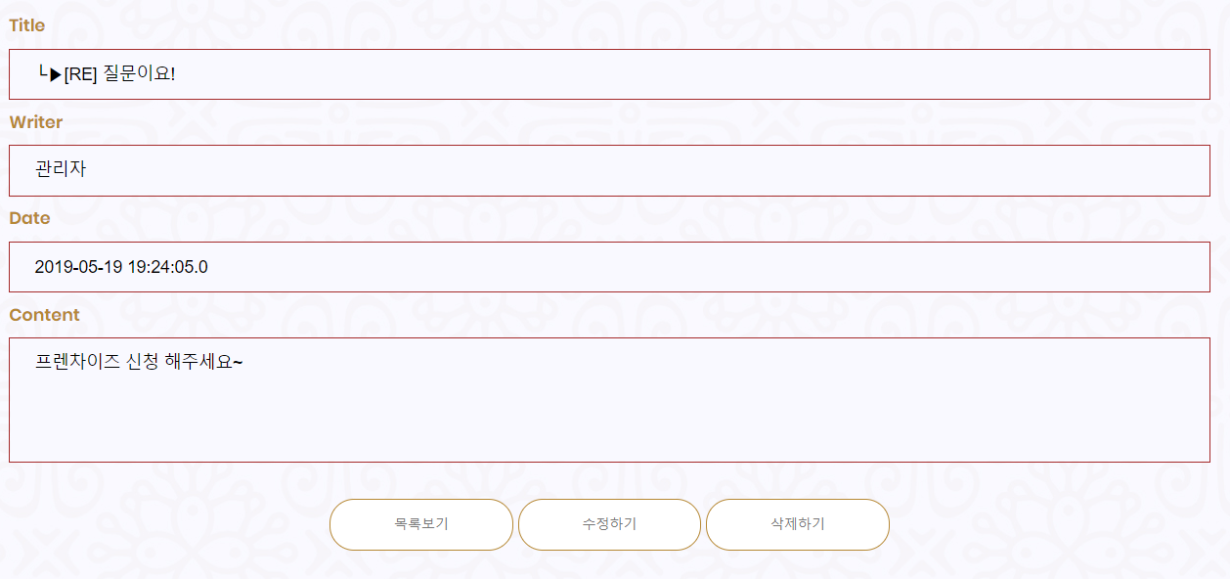 Title
└▶[RE] 질문이요!
Writer
관리자
Date
2019-05-19 19:24:05.0
Content
프렌차이즈 신청 해주세요~
목록보기 수정하기 삭제하기